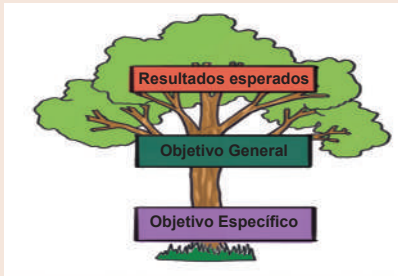 Resultados esperados
Objetivo General
Objetivo Específico